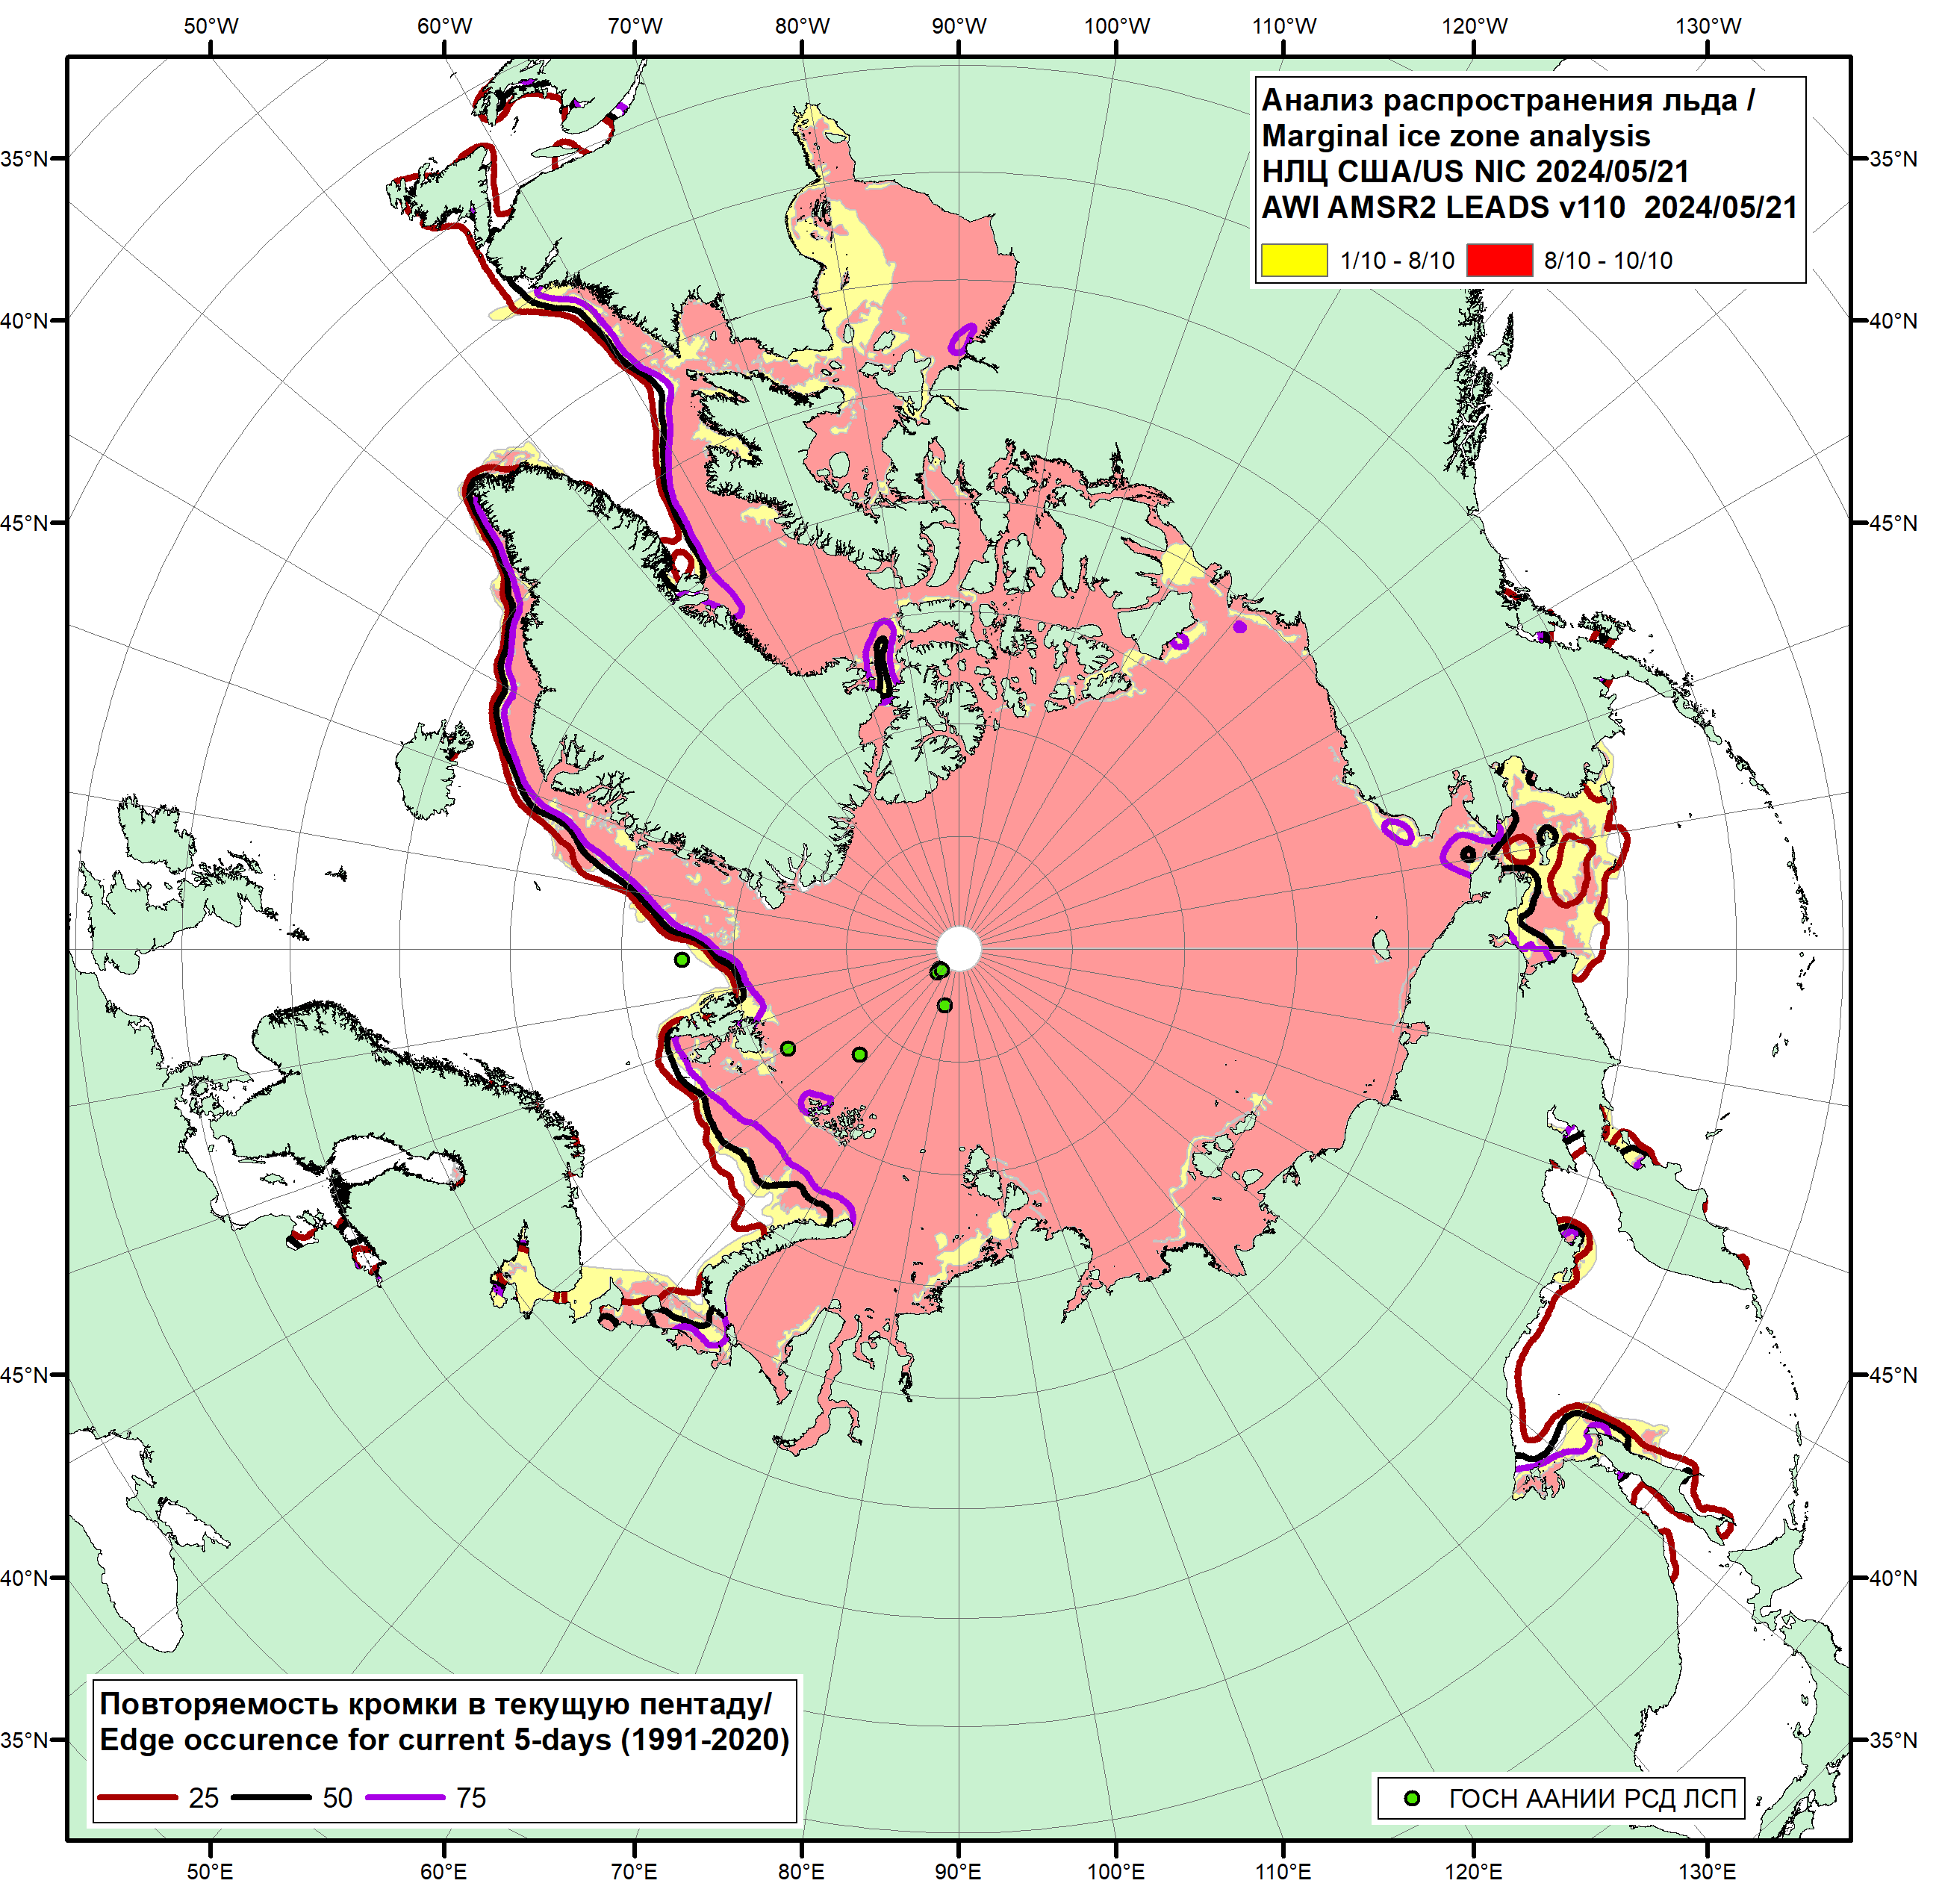 50°W 60°W 70°W 80°W 90°W 100°W 110°W 120°W 130°W
Анализ распространения льда /
Marginal ice zone analysis
НЛЦ США/US NIC 2024/05/21
AWI AMSR2 LEADS v110 2024/05/21
1/10 - 8/10 8/10 - 10/10
35°N 35°N
40°N 40°N
45°N 45°N
45°N 45°N
40°N 40°N
35°N 35°N
Повторяемость кромки в текущую пентаду/
Edge occurence for current 5-days (1991-2020)
25 50 75
ГОСН ААНИИ РСД ЛСП
50°E 60°E 70°E 80°E 90°E 100°E 110°E 120°E 130°E